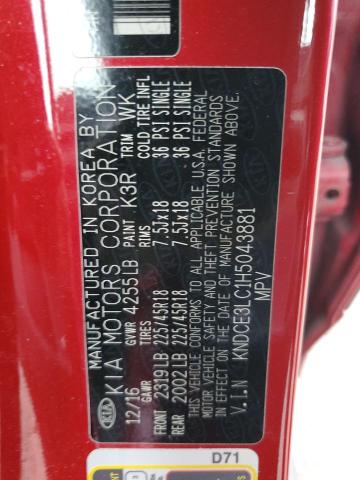 MANUFACTURED IN KOREA BY
KIA KIA MOTORS CORPORATION
12/16 GVWR 4255LB PAINT K3R TRIM WK
GAWR TIRES RIMS COLD TIRE INFL
FRONT 2319LB 225/45R18 7.5JX18 36 PSI SINGLE
REAR 2002LB 225/45R18 7.5JX18 36 PSI SINGLE
THIS VEHICLE CONFORMS TO ALL APPLICABLE U.S.A. FEDERAL
MOTOR VEHICLE SAFETY AND THEFT PREVENTION STANDARDS
IN EFFECT ON THE DATE OF MANUFACTURE SHOWN ABOVE.
V.I.N KNDCE3LC1H5043881
MPV
D71